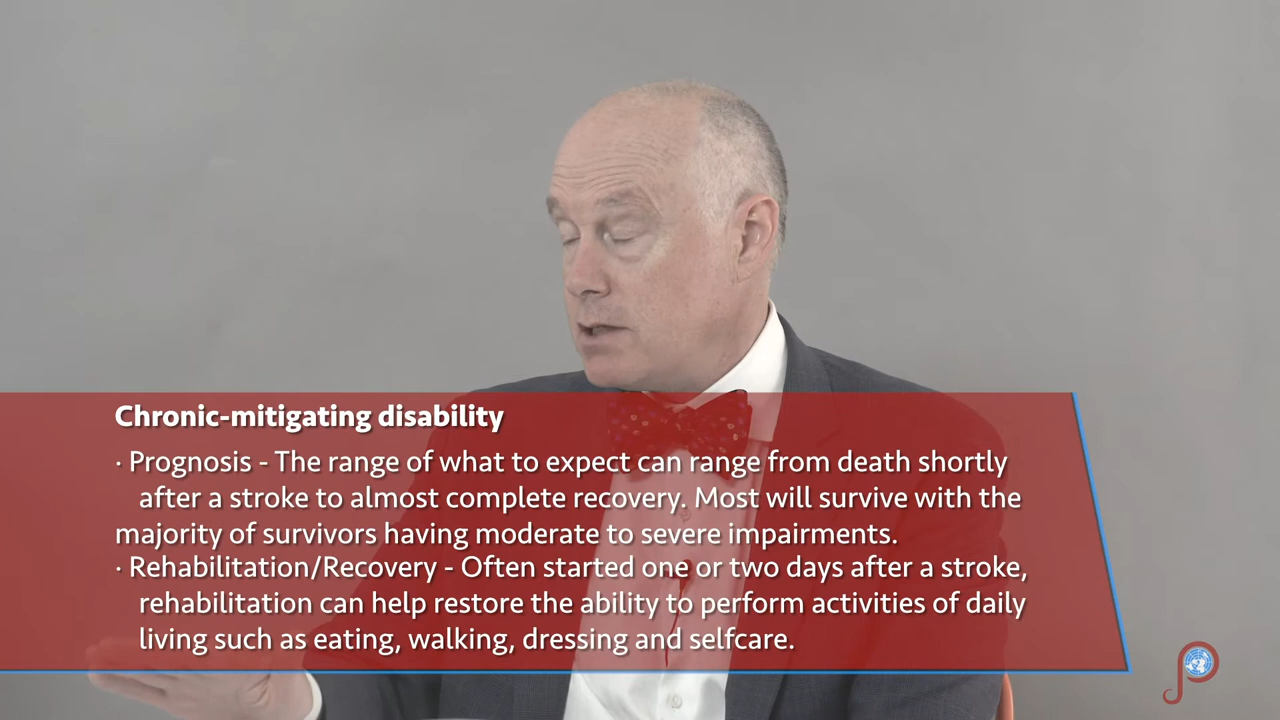 Chronic-mitigating disability
· Prognosis - The range of what to expect can range from death shortly
after a stroke to almost complete recovery. Most will survive with the
majority of survivors having moderate to severe impairments.
· Rehabilitation/Recovery - Often started one or two days after a stroke,
rehabilitation can help restore the ability to perform activities of daily
living such as eating, walking, dressing and selfcare.